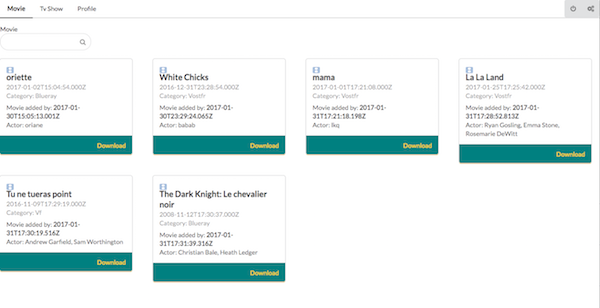 Movie Tv Show Profile
Movie
oriette
2017-01-02T15:04:54.000Z
Category: Blueray
Movie added by: 2017-01-
30T15:05:13.001Z
Actor: oriane
Download
White Chicks
2016-12-31T23:28:54.000Z
Category: Vostfr
Movie added by: 2017-01-
30T23:29:24.065Z
Actor: babab
Download
mama
2017-01-01T17:21:08.000Z
Category: Vostfr
Movie added by: 2017-01-
31T17:21:18.198Z
Actor: lkq
Download
La La Land
2017-01-25T17:25:42.000Z
Category: Vostfr
Movie added by: 2017-01-
31T17:28:52.813Z
Actor: Ryan Gosling, Emma Stone,
Rosemarie DeWitt
Download
Tu ne tueras point
2016-11-09T17:29:19.000Z
Category: Vf
Movie added by: 2017-01-
31T17:30:19.516Z
Actor: Andrew Garfield, Sam Worthington
Download
The Dark Knight: Le chevalier
noir
2008-11-12T17:30:37.000Z
Category: Blueray
Movie added by: 2017-01-
31T17:31:39.316Z
Actor: Christian Bale, Heath Ledger
Download